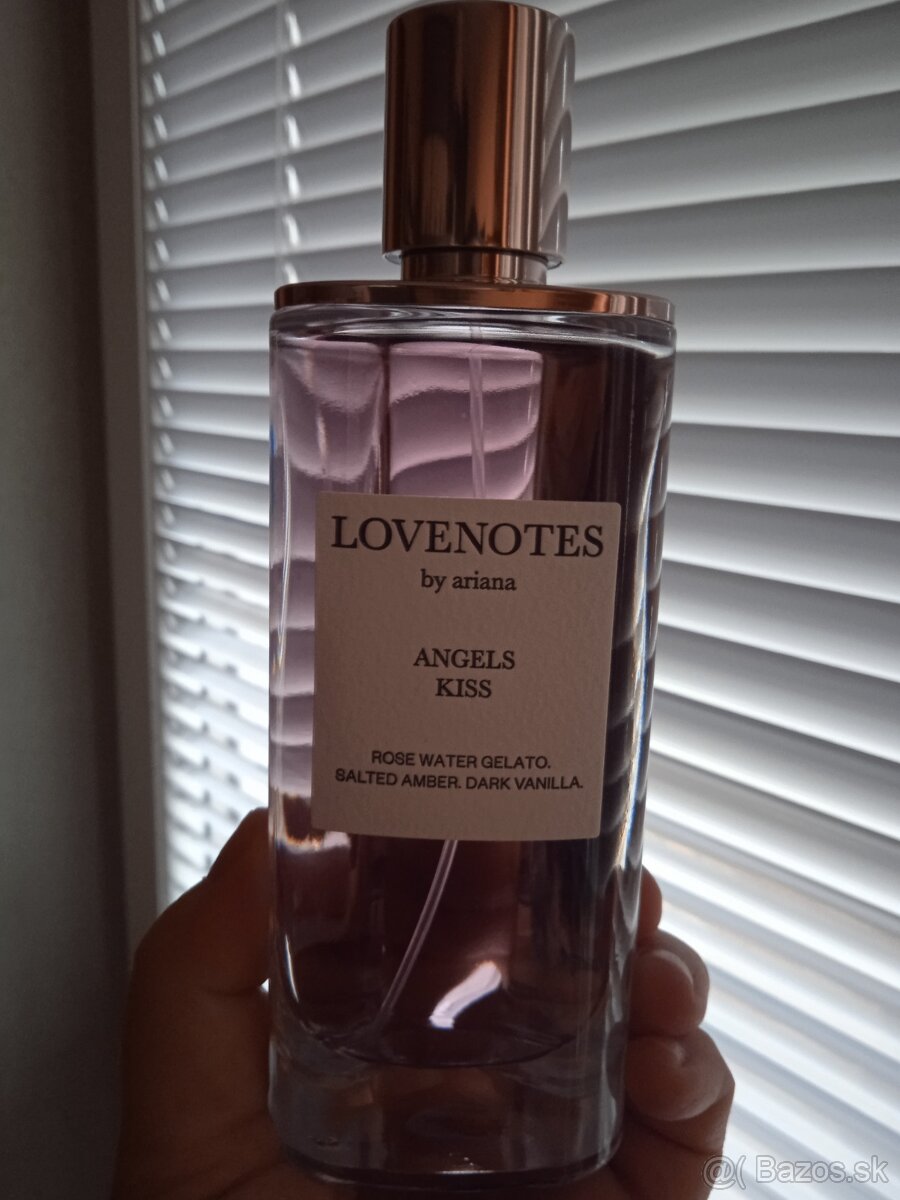 LOVENOTES
by ariana
ANGELS
KISS
ROSE WATER GELATO.
SALTED AMBER. DARK VANILLA.
@( Bazos.sk